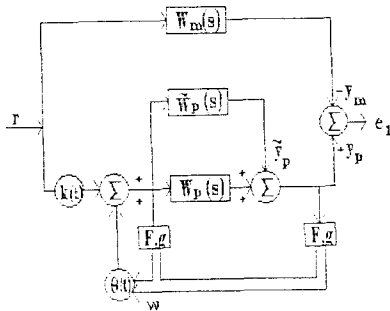 W_m(s)
-y_m
W̃_p(s)
r
Σ
e_1
ỹ_p
+y_p
k(t)
Σ
+
+
W_p(s)
+
+
Σ
F,g
F,g
θ(t)
w